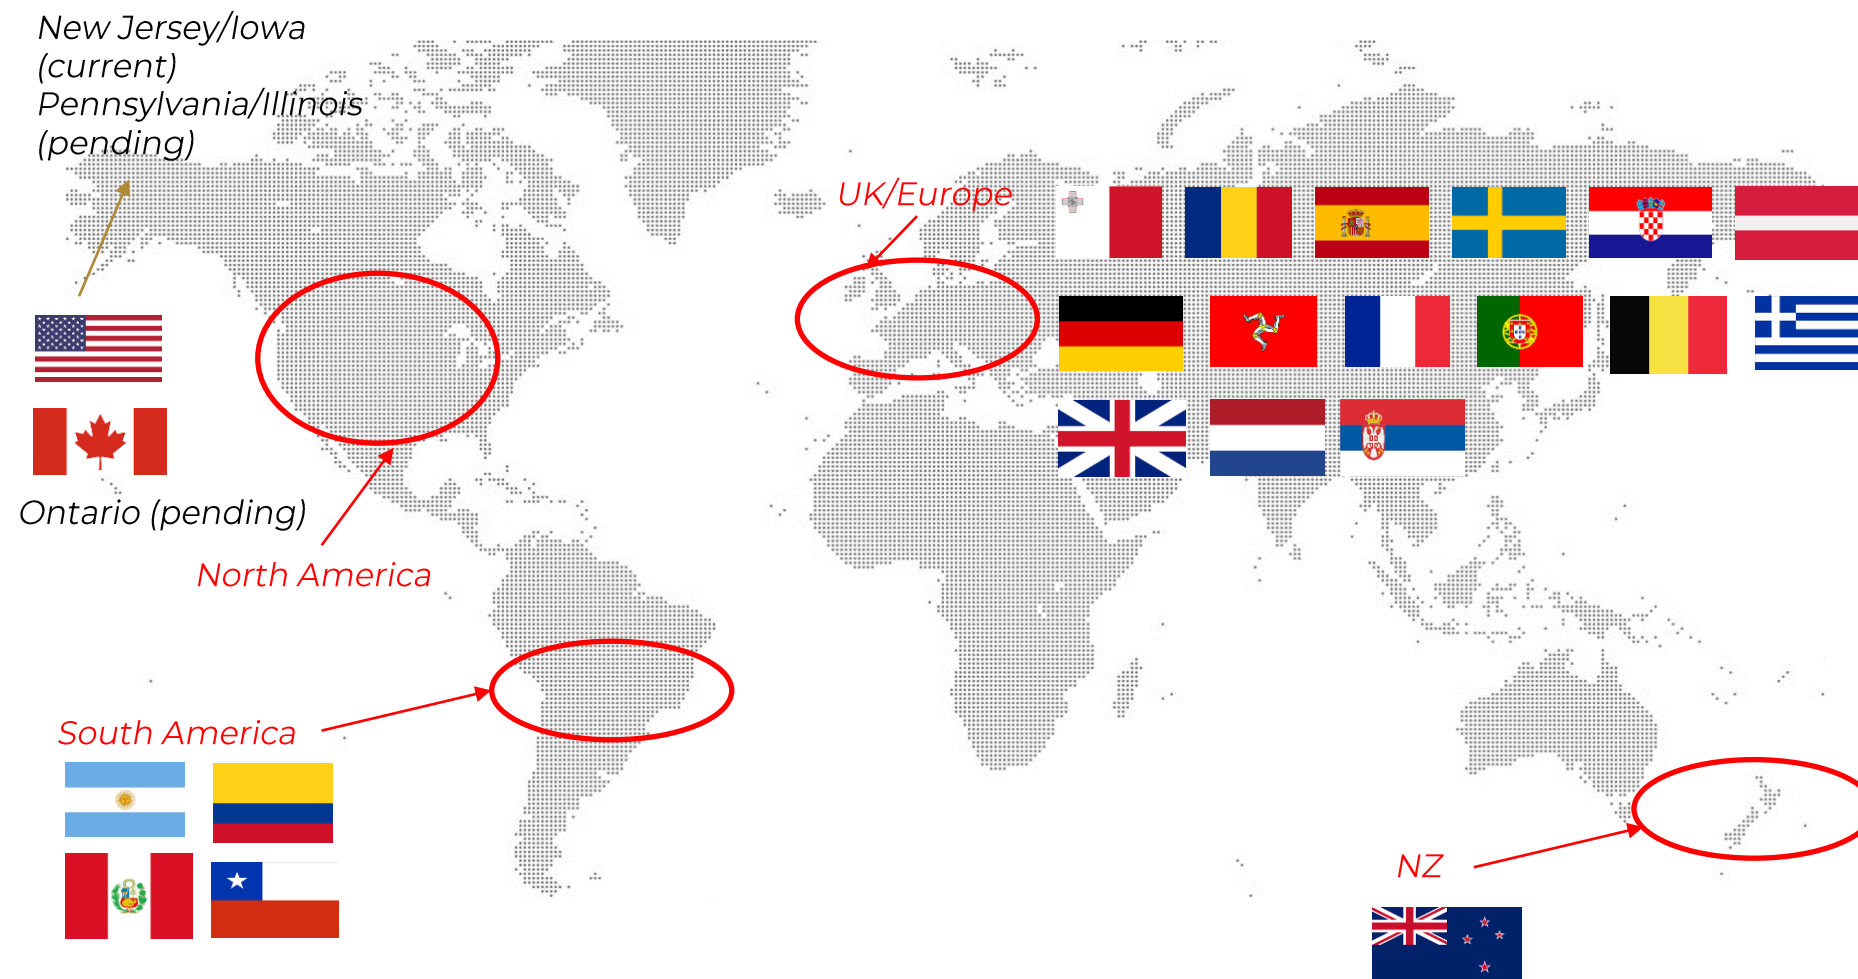 New Jersey/Iowa
(current)
Pennsylvania/Illinois
(pending)
UK/Europe
Ontario (pending)
North America
South America
NZ